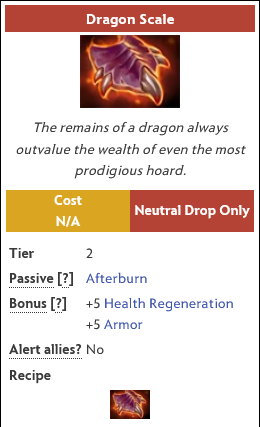 Dragon Scale
The remains of a dragon always
outvalue the wealth of even the most
prodigious hoard.
Cost
N/A
Neutral Drop Only
Tier 2
Passive [?] Afterburn
Bonus [?] +5 Health Regeneration
+5 Armor
Alert allies? No
Recipe